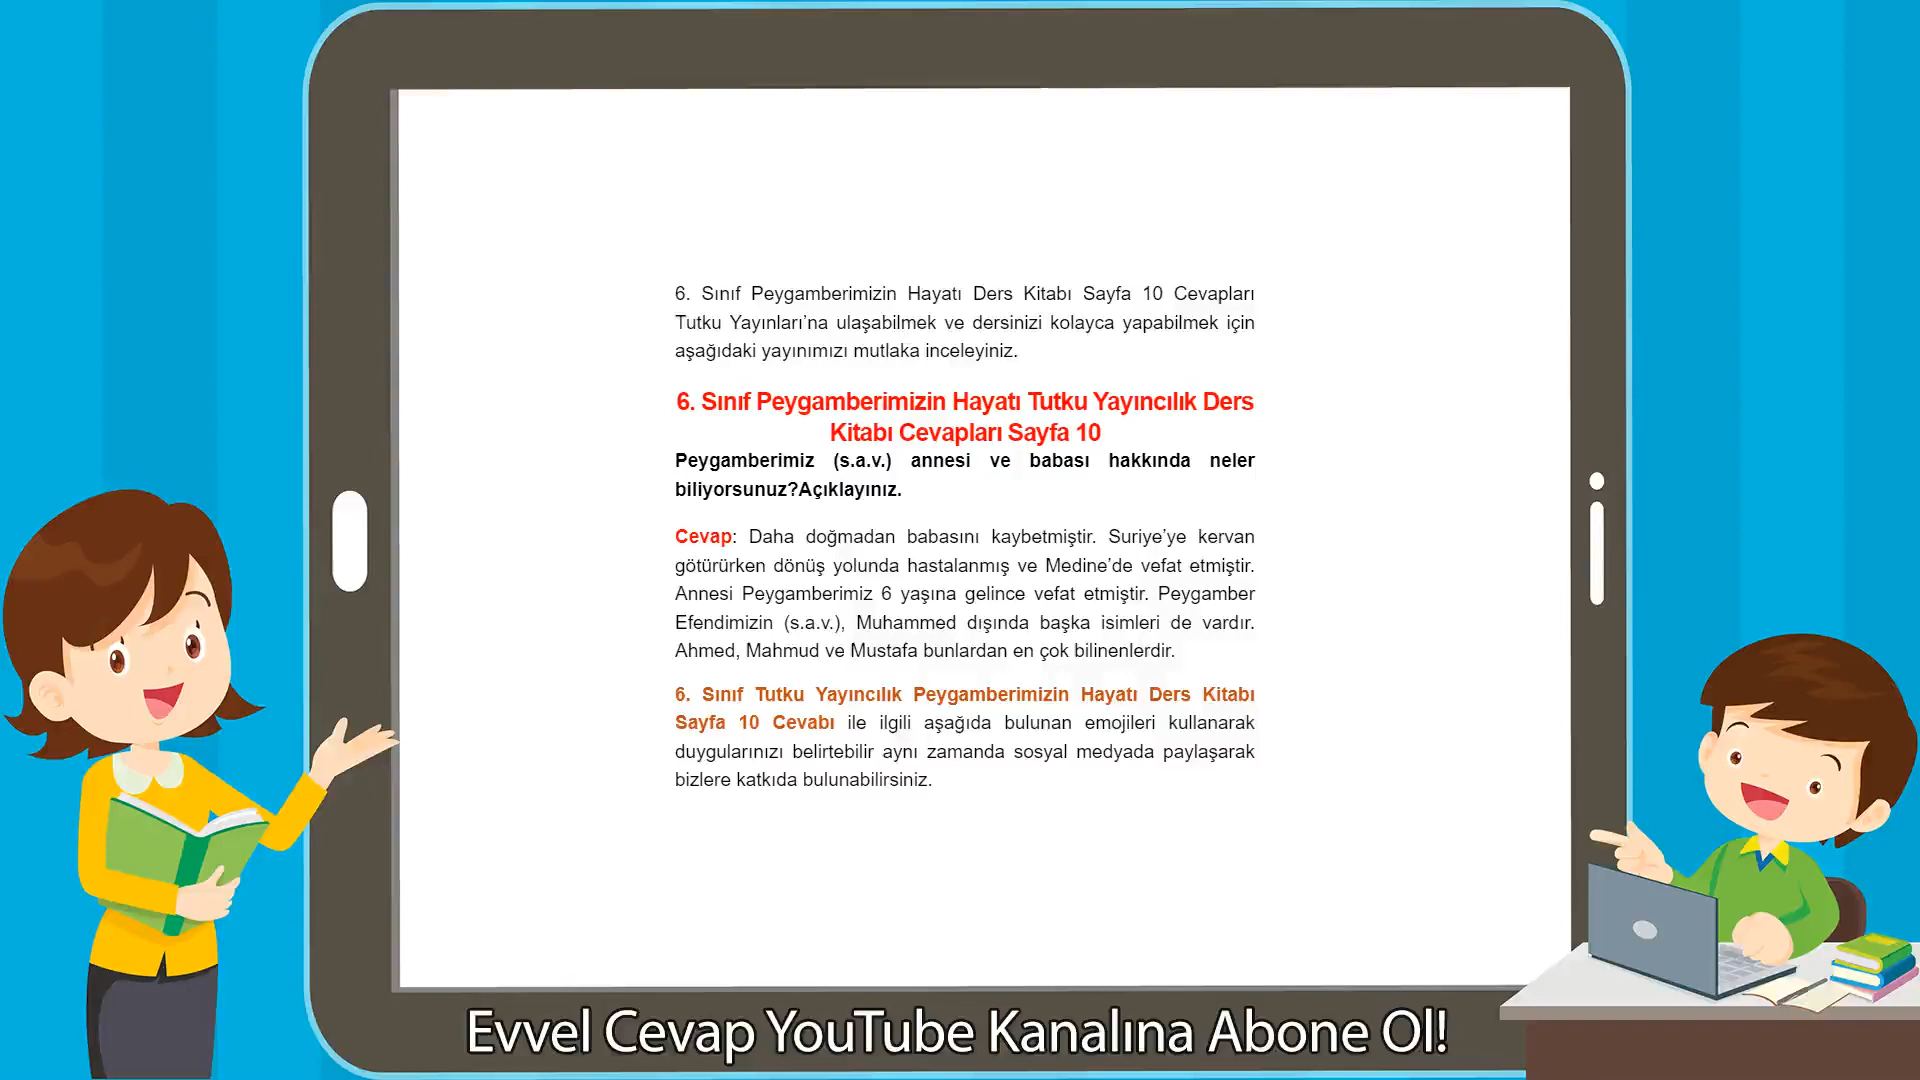 6. Sınıf Peygamberimizin Hayatı Ders Kitabı Sayfa 10 Cevapları
Tutku Yayınları’na ulaşabilmek ve dersinizi kolayca yapabilmek için
aşağıdaki yayınımızı mutlaka inceleyiniz.
6. Sınıf Peygamberimizin Hayatı Tutku Yayıncılık Ders
Kitabı Cevapları Sayfa 10
Peygamberimiz (s.a.v.) annesi ve babası hakkında neler
biliyorsunuz?Açıklayınız.
Cevap: Daha doğmadan babasını kaybetmiştir. Suriye’ye kervan
götürürken dönüş yolunda hastalanmış ve Medine’de vefat etmiştir.
Annesi Peygamberimiz 6 yaşına gelince vefat etmiştir. Peygamber
Efendimizin (s.a.v.), Muhammed dışında başka isimleri de vardır.
Ahmed, Mahmud ve Mustafa bunlardan en çok bilinenlerdir.
6. Sınıf Tutku Yayıncılık Peygamberimizin Hayatı Ders Kitabı
Sayfa 10 Cevabı ile ilgili aşağıda bulunan emojileri kullanarak
duygularınızı belirtebilir aynı zamanda sosyal medyada paylaşarak
bizlere katkıda bulunabilirsiniz.
Evvel Cevap YouTube Kanalına Abone Ol!